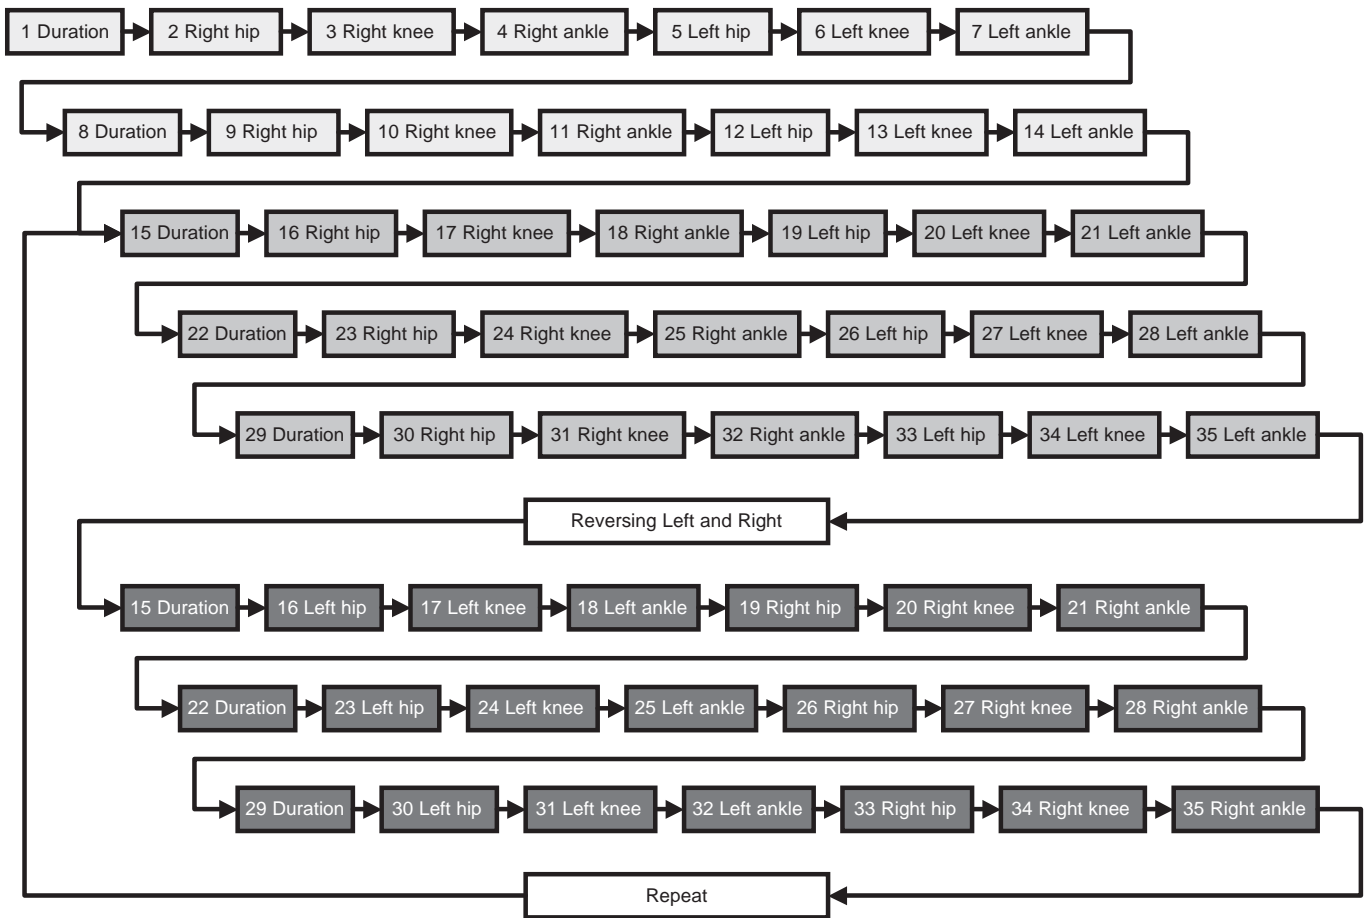 1 Duration 2 Right hip 3 Right knee 4 Right ankle 5 Left hip 6 Left knee 7 Left ankle
8 Duration 9 Right hip 10 Right knee 11 Right ankle 12 Left hip 13 Left knee 14 Left ankle
15 Duration 16 Right hip 17 Right knee 18 Right ankle 19 Left hip 20 Left knee 21 Left ankle
22 Duration 23 Right hip 24 Right knee 25 Right ankle 26 Left hip 27 Left knee 28 Left ankle
29 Duration 30 Right hip 31 Right knee 32 Right ankle 33 Left hip 34 Left knee 35 Left ankle
Reversing Left and Right
15 Duration 16 Left hip 17 Left knee 18 Left ankle 19 Right hip 20 Right knee 21 Right ankle
22 Duration 23 Left hip 24 Left knee 25 Left ankle 26 Right hip 27 Right knee 28 Right ankle
29 Duration 30 Left hip 31 Left knee 32 Left ankle 33 Right hip 34 Right knee 35 Right ankle
Repeat